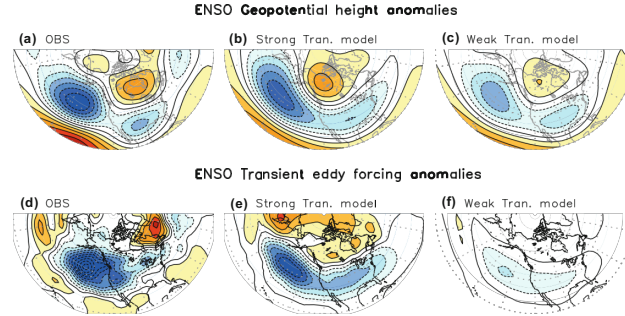 ENSO Geopotential height anomalies
(a) OBS
(b) Strong Tran. model
(c) Weak Tran. model
ENSO Transient eddy forcing anomalies
(d) OBS
(e) Strong Tran. model
(f) Weak Tran. model